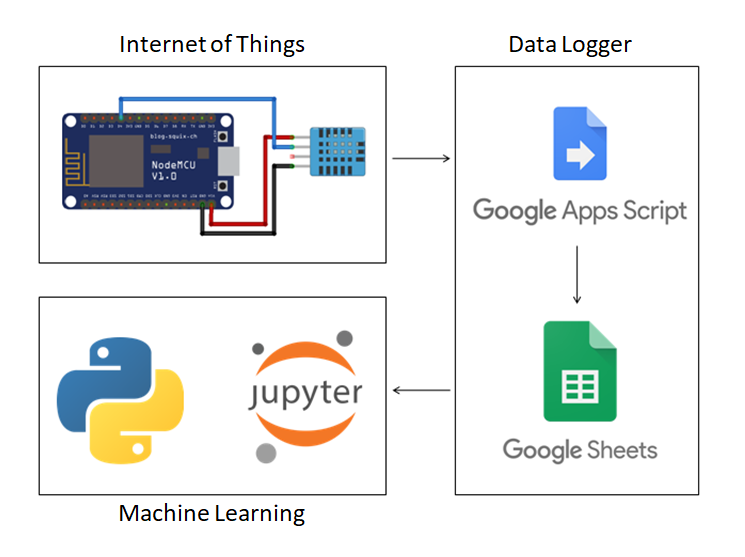 Internet of Things
Data Logger
blog.squix.ch
NodeMCU
V1.0
Google Apps Script
Google Sheets
jupyter
Machine Learning